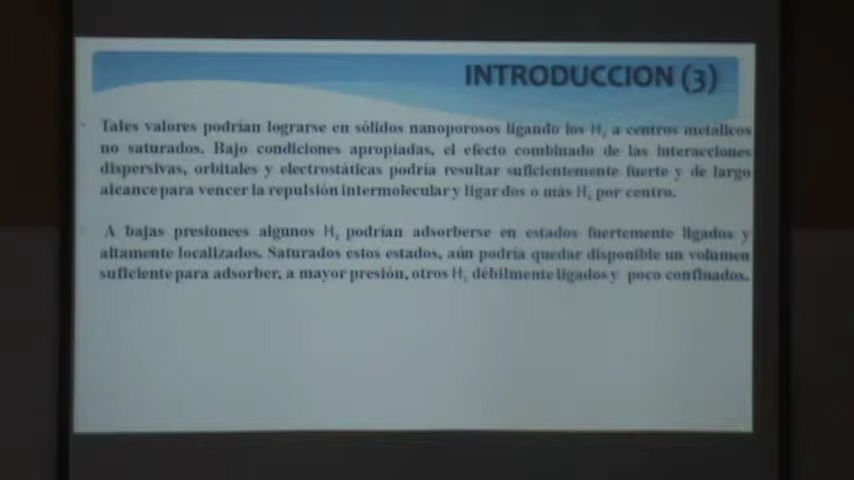 INTRODUCCION (3)
Tales valores podrían lograrse en sólidos nanoporosos ligando los H₂ a centros metálicos
no saturados. Bajo condiciones apropiadas, el efecto combinado de las interacciones
dispersivas, orbitales y electrostáticas podría resultar suficientemente fuerte y de largo
alcance para vencer la repulsión intermolecular y ligar dos o más H₂ por centro.
A bajas presionees algunos H₂ podrían adsorberse en estados fuertemente ligados y
altamente localizados. Saturados estos estados, aún podría quedar disponible un volumen
suficiente para adsorber, a mayor presión, otros H₂ débilmente ligados y poco confinados.